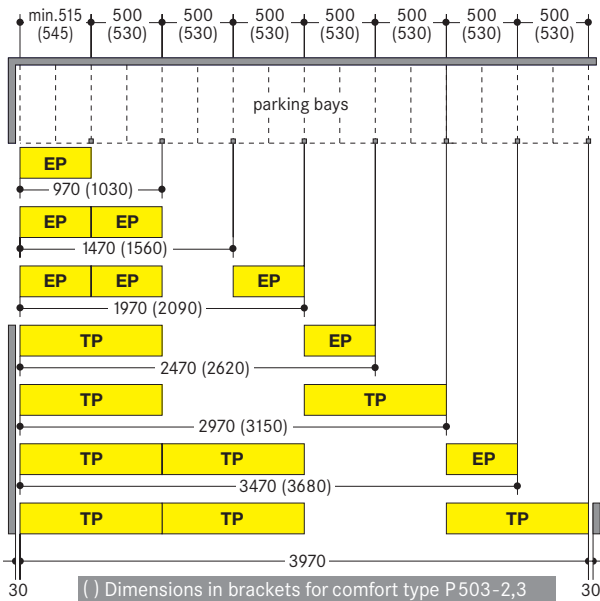 min.515 500 500 500 500 500 500 500
(545) (530) (530) (530) (530) (530) (530) (530)
parking bays
EP
970 (1030)
EP EP
1470 (1560)
EP EP EP
1970 (2090)
TP EP
2470 (2620)
TP TP
2970 (3150)
TP TP EP
3470 (3680)
TP TP TP
3970
30 ( ) Dimensions in brackets for comfort type P503-2,3 30